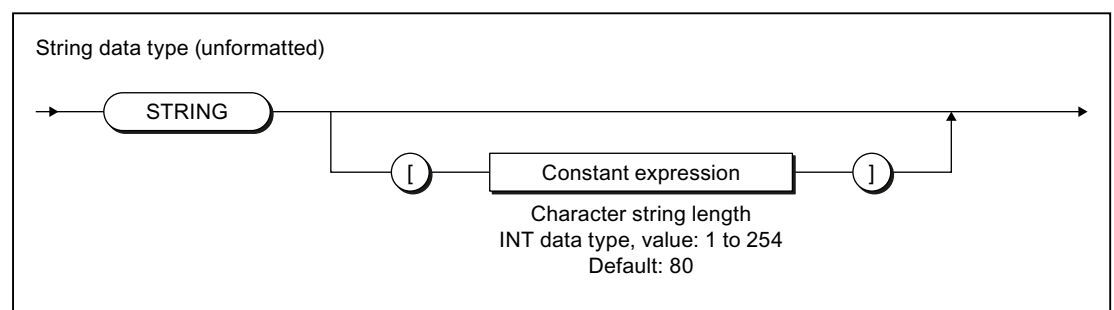 String data type (unformatted)
STRING
[ Constant expression ]
Character string length
INT data type, value: 1 to 254
Default: 80